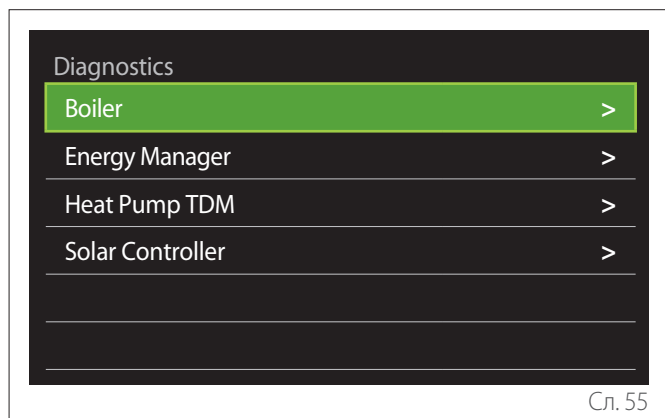 Diagnostics
Boiler >
Energy Manager >
Heat Pump TDM >
Solar Controller >
Сл. 55